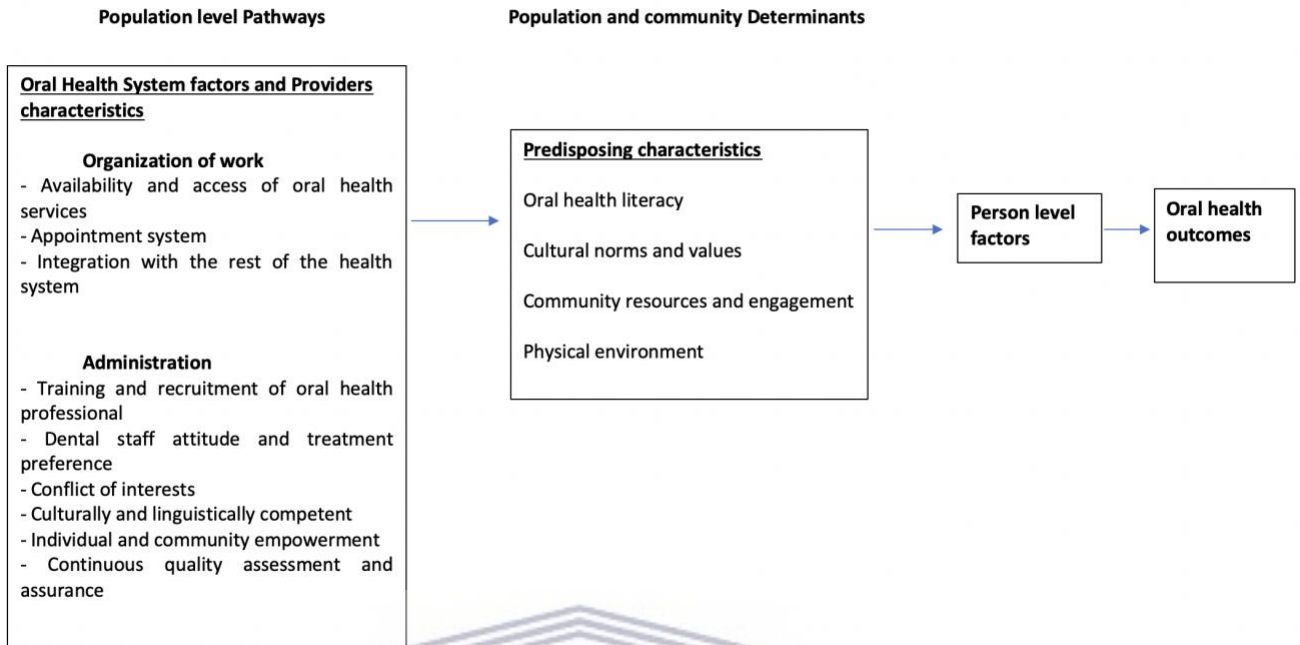 Population level Pathways
Population and community Determinants
Oral Health System factors and Providers
characteristics
Organization of work
- Availability and access of oral health
services
- Appointment system
- Integration with the rest of the health
system
Administration
- Training and recruitment of oral health
professional
- Dental staff attitude and treatment
preference
- Conflict of interests
- Culturally and linguistically competent
- Individual and community empowerment
- Continuous quality assessment and
assurance
Predisposing characteristics
Oral health literacy
Cultural norms and values
Community resources and engagement
Physical environment
Person level
factors
Oral health
outcomes